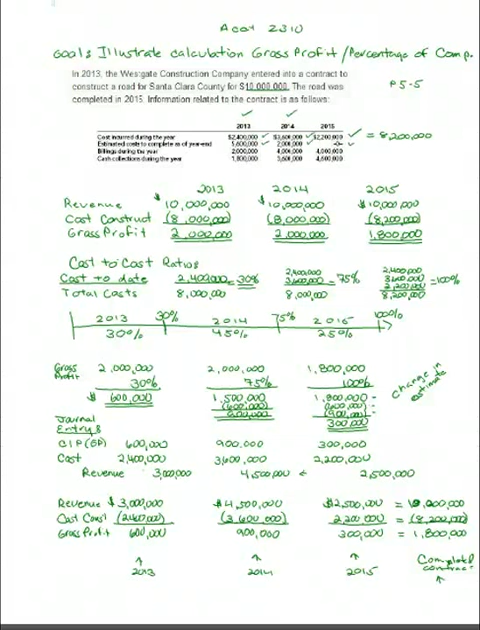 Acct 2310
Goal: Illustrate calculation Gross Profit / Percentage of Comp.
In 2013, the Westgate Construction Company entered into a contract to
construct a road for Santa Clara County for $10,000,000. The road was
completed in 2015. Information related to the contract is as follows:
P5-5
2013 2014 2015
Cost incurred during the year $2,400,000 $3,600,000 $2,200,000 = 8,200,000
Estimated costs to complete as of year-end 5,600,000 2,000,000 -0-
Billings during the year 2,000,000 4,000,000 4,000,000
Cash collections during the year 1,800,000 3,600,000 4,600,000
2013 2014 2015
Revenue $10,000,000 $10,000,000 $10,000,000
Cost Construct (8,000,000) (8,000,000) (8,200,000)
Gross Profit 2,000,000 2,000,000 1,800,000
Cost to Cost Ratios
Cost to date 2,400,000 = 30% 2,400,000 3,600,000 = 75% 2,400,000 3,600,000 2,200,000 = 100%
Total Costs 8,000,000 8,000,000 8,200,000
2013 30% 2014 75% 2015 100%
30% 45% 25%
Gross Profit 2,000,000 2,000,000 1,800,000
30% 75% 100%
$ 600,000 1,500,000 1,800,000
(600,000) (600,000)
900,000 (900,000)
300,000
change in estimate
Journal
Entry:
CIP (GP) 600,000 900,000 300,000
Cost 2,400,000 3,600,000 2,200,000
Revenue 3,000,000 4,500,000 2,500,000
Revenue $3,000,000 $4,500,000 $2,500,000 = 10,000,000
Cost Const (2,400,000) (3,600,000) 2,200,000 = (8,200,000)
Gross Profit 600,000 900,000 300,000 = 1,800,000
2013 2014 2015
Completed
contract